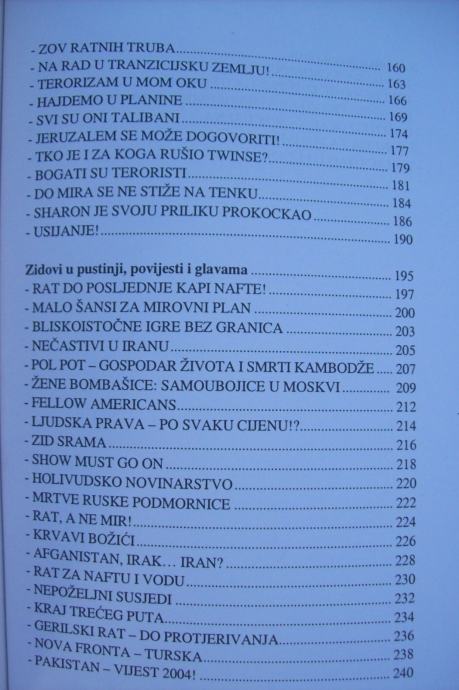 - ZOV RATNIH TRUBA ... 160
- NA RAD U TRANZICIJSKU ZEMLJU! ... 163
- TERORIZAM U MOM OKU ... 166
- HAJDEMO U PLANINE ... 169
- SVI SU ONI TALIBANI ... 174
- JERUZALEM SE MOŽE DOGOVORITI! ... 177
- TKO JE I ZA KOGA RUŠIO TWINSE? ... 179
- BOGATI SU TERORISTI ... 181
- DO MIRA SE NE STIŽE NA TENKU ... 184
- SHARON JE SVOJU PRILIKU PROKOCKAO ... 186
- USIJANJE! ... 190
Zidovi u pustinji, povijesti i glavama ... 195
- RAT DO POSLJEDNJE KAPI NAFTE! ... 197
- MALO ŠANSI ZA MIROVNI PLAN ... 200
- BLISKOISTOČNE IGRE BEZ GRANICA ... 203
- NEČASTIVI U IRANU ... 205
- POL POT – GOSPODAR ŽIVOTA I SMRTI KAMBODŽE ... 207
- ŽENE BOMBAŠICE: SAMOUBOJICE U MOSKVI ... 209
- FELLOW AMERICANS ... 212
- LJUDSKA PRAVA – PO SVAKU CIJENU!? ... 214
- ZID SRAMA ... 216
- SHOW MUST GO ON ... 218
- HOLIVUDSKO NOVINARSTVO ... 220
- MRTVE RUSKE PODMORNICE ... 222
- RAT, A NE MIR! ... 224
- KRVAVI BOŽIĆI ... 226
- AFGANISTAN, IRAK… IRAN? ... 228
- RAT ZA NAFTU I VODU ... 230
- NEPOŽELJNI SUSJEDI ... 232
- KRAJ TREĆEG PUTA ... 234
- GERILSKI RAT – DO PROTJERIVANJA ... 236
- NOVA FRONTA – TURSKA ... 238
- PAKISTAN – VIJEST 2004! ... 240